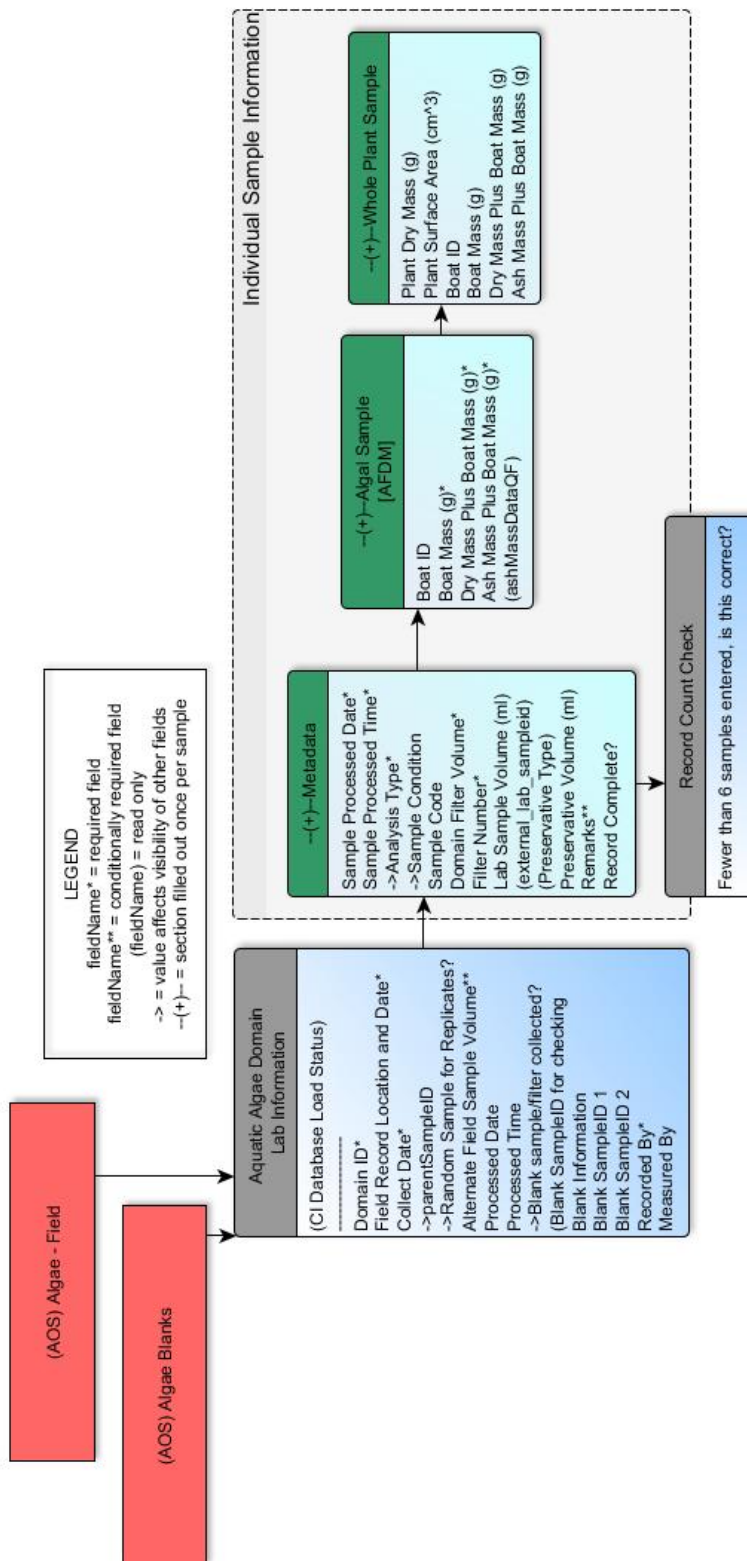 (AOS) Algae - Field
(AOS) Algae Blanks
LEGEND
fieldName* = required field
fieldName** = conditionally required field
(fieldName) = read only
-> = value affects visibility of other fields
--(+)-- = section filled out once per sample
Aquatic Algae Domain
Lab Information
(CI Database Load Status)
--------------------
Domain ID*
Field Record Location and Date*
Collect Date*
->parentSampleID
->Random Sample for Replicates?
Alternate Field Sample Volume**
Processed Date
Processed Time
->Blank sample/filter collected?
(Blank SampleID for checking
Blank Information
Blank SampleID 1
Blank SampleID 2
Recorded By*
Measured By
Individual Sample Information
--(+)--Metadata
Sample Processed Date*
Sample Processed Time*
->Analysis Type*
->Sample Condition
Sample Code
Domain Filter Volume*
Filter Number*
Lab Sample Volume (ml)
(external_lab_sampleid)
(Preservative Type)
Preservative Volume (ml)
Remarks**
Record Complete?
--(+)--Algal Sample
[AFDM]
Boat ID
Boat Mass (g)*
Dry Mass Plus Boat Mass (g)*
Ash Mass Plus Boat Mass (g)*
(ashMassDataQF)
--(+)--Whole Plant Sample
Plant Dry Mass (g)
Plant Surface Area (cm^3)
Boat ID
Boat Mass (g)
Dry Mass Plus Boat Mass (g)
Ash Mass Plus Boat Mass (g)
Record Count Check
Fewer than 6 samples entered, is this correct?